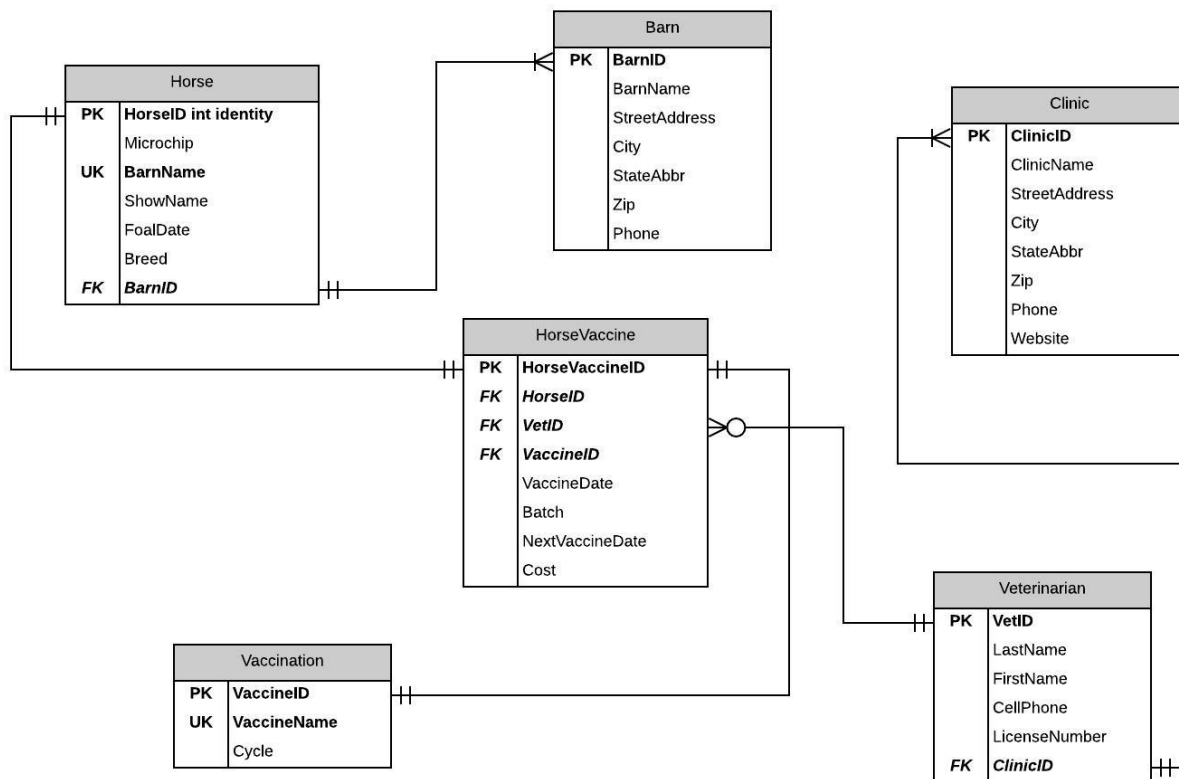 Horse
PK HorseID int identity
Microchip
UK BarnName
ShowName
FoalDate
Breed
FK BarnID
Barn
PK BarnID
BarnName
StreetAddress
City
StateAbbr
Zip
Phone
Clinic
PK ClinicID
ClinicName
StreetAddress
City
StateAbbr
Zip
Phone
Website
HorseVaccine
PK HorseVaccineID
FK HorseID
FK VetID
FK VaccineID
VaccineDate
Batch
NextVaccineDate
Cost
Vaccination
PK VaccineID
UK VaccineName
Cycle
Veterinarian
PK VetID
LastName
FirstName
CellPhone
LicenseNumber
FK ClinicID